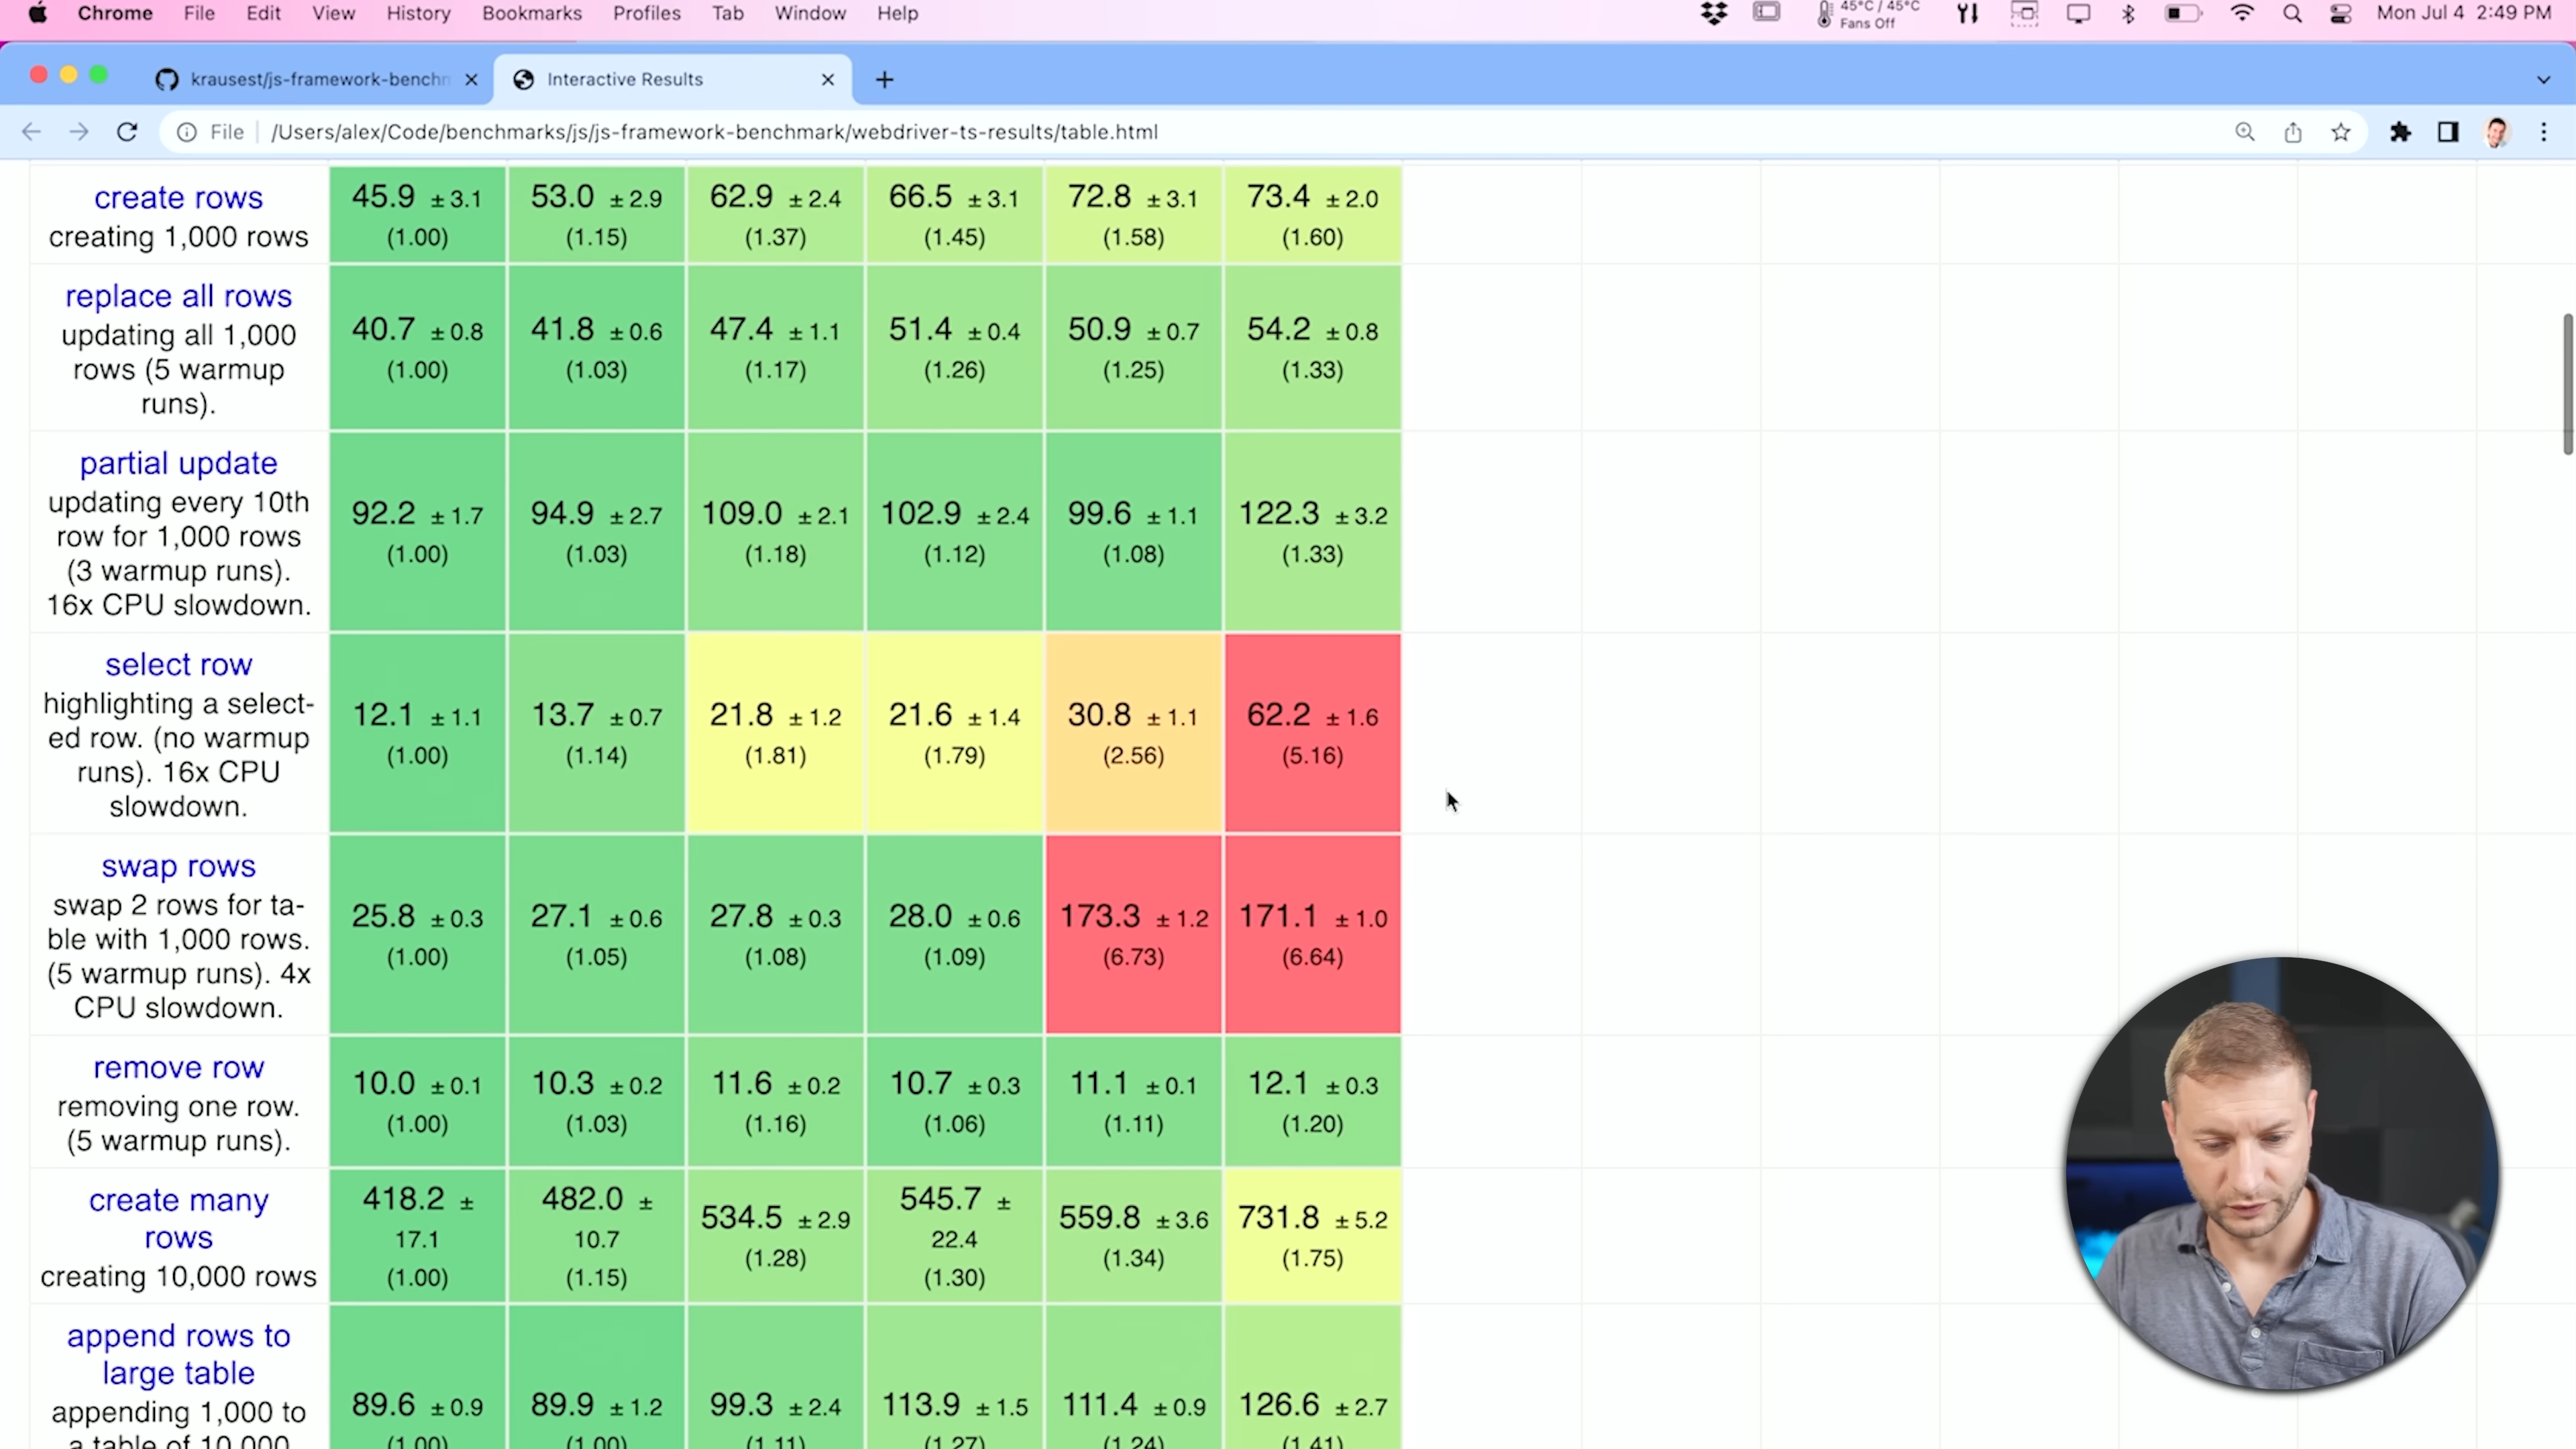 Chrome File Edit View History Bookmarks Profiles Tab Window Help 45°C / 45°C Fans Off Mon Jul 4 2:49 PM
krausest/js-framework-benchm Interactive Results
File /Users/alex/Code/benchmarks/js/js-framework-benchmark/webdriver-ts-results/table.html
create rows
creating 1,000 rows
45.9 ± 3.1
(1.00)
53.0 ± 2.9
(1.15)
62.9 ± 2.4
(1.37)
66.5 ± 3.1
(1.45)
72.8 ± 3.1
(1.58)
73.4 ± 2.0
(1.60)
replace all rows
updating all 1,000
rows (5 warmup
runs).
40.7 ± 0.8
(1.00)
41.8 ± 0.6
(1.03)
47.4 ± 1.1
(1.17)
51.4 ± 0.4
(1.26)
50.9 ± 0.7
(1.25)
54.2 ± 0.8
(1.33)
partial update
updating every 10th
row for 1,000 rows
(3 warmup runs).
16x CPU slowdown.
92.2 ± 1.7
(1.00)
94.9 ± 2.7
(1.03)
109.0 ± 2.1
(1.18)
102.9 ± 2.4
(1.12)
99.6 ± 1.1
(1.08)
122.3 ± 3.2
(1.33)
select row
highlighting a select-
ed row. (no warmup
runs). 16x CPU
slowdown.
12.1 ± 1.1
(1.00)
13.7 ± 0.7
(1.14)
21.8 ± 1.2
(1.81)
21.6 ± 1.4
(1.79)
30.8 ± 1.1
(2.56)
62.2 ± 1.6
(5.16)
swap rows
swap 2 rows for ta-
ble with 1,000 rows.
(5 warmup runs). 4x
CPU slowdown.
25.8 ± 0.3
(1.00)
27.1 ± 0.6
(1.05)
27.8 ± 0.3
(1.08)
28.0 ± 0.6
(1.09)
173.3 ± 1.2
(6.73)
171.1 ± 1.0
(6.64)
remove row
removing one row.
(5 warmup runs).
10.0 ± 0.1
(1.00)
10.3 ± 0.2
(1.03)
11.6 ± 0.2
(1.16)
10.7 ± 0.3
(1.06)
11.1 ± 0.1
(1.11)
12.1 ± 0.3
(1.20)
create many
rows
creating 10,000 rows
418.2 ±
17.1
(1.00)
482.0 ±
10.7
(1.15)
534.5 ± 2.9
(1.28)
545.7 ±
22.4
(1.30)
559.8 ± 3.6
(1.34)
731.8 ± 5.2
(1.75)
append rows to
large table
appending 1,000 to
a table of 10,000
89.6 ± 0.9
(1.00)
89.9 ± 1.2
(1.00)
99.3 ± 2.4
(1.11)
113.9 ± 1.5
(1.27)
111.4 ± 0.9
(1.24)
126.6 ± 2.7
(1.41)